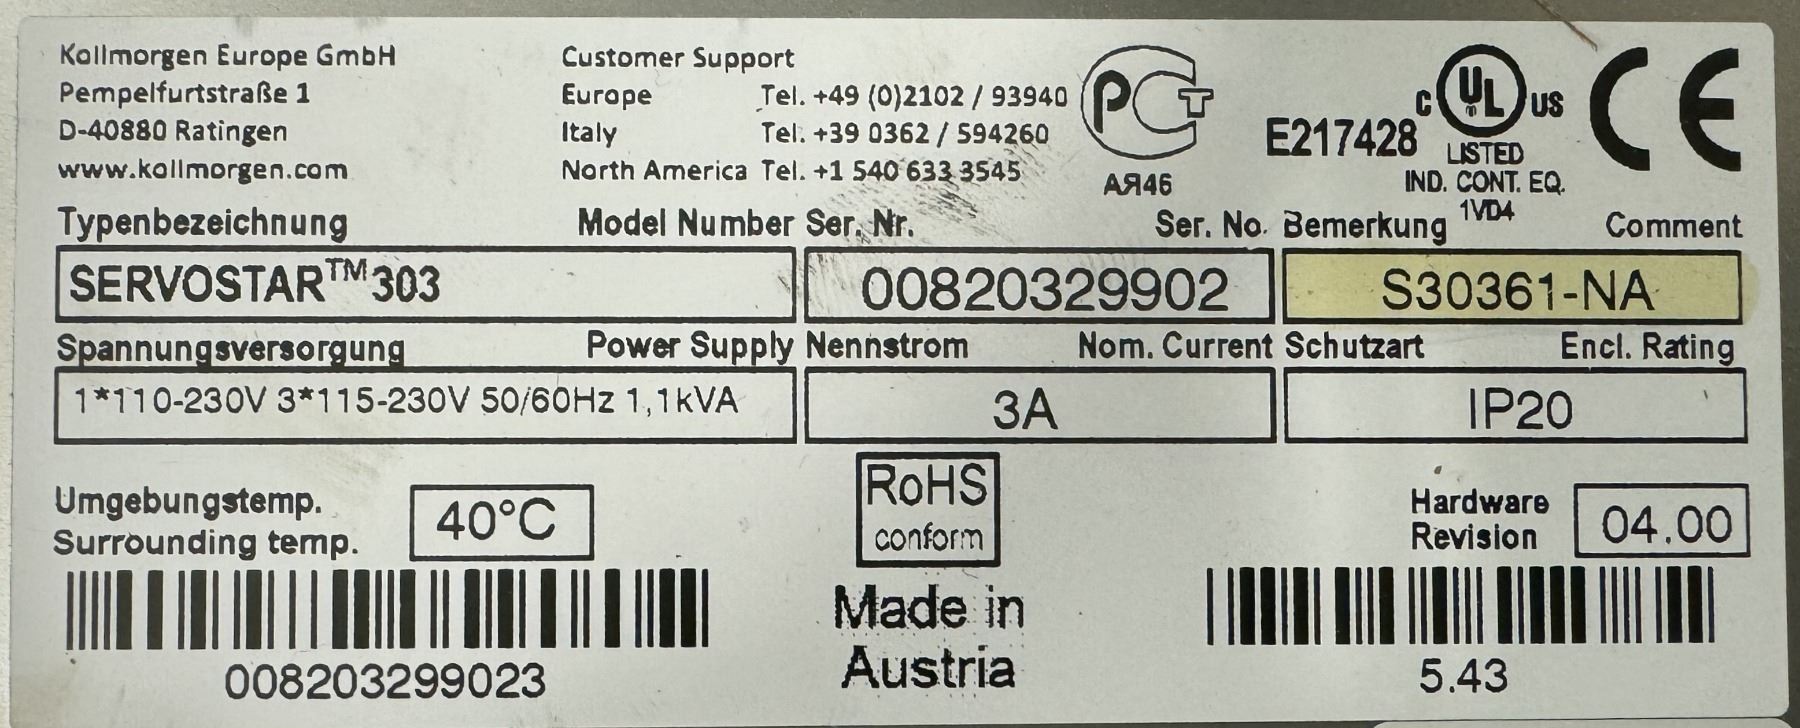 Kollmorgen Europe GmbH
Pempelfurtstraße 1
D-40880 Ratingen
www.kollmorgen.com
Customer Support
Europe Tel. +49 (0)2102 / 93940
Italy Tel. +39 0362 / 594260
North America Tel. +1 540 633 3545
PCT
АЯ46
E217428
C UL US
LISTED
IND. CONT. EQ.
1VD4
CE
Typenbezeichnung Model Number Ser. Nr. Ser. No. Bemerkung Comment
SERVOSTAR™303 00820329902 S30361-NA
Spannungsversorgung Power Supply Nennstrom Nom. Current Schutzart Encl. Rating
1*110-230V 3*115-230V 50/60Hz 1,1kVA 3A IP20
Umgebungstemp.
Surrounding temp.
40°C
RoHS
conform
Hardware
Revision
04.00
Made in
Austria
008203299023
5.43